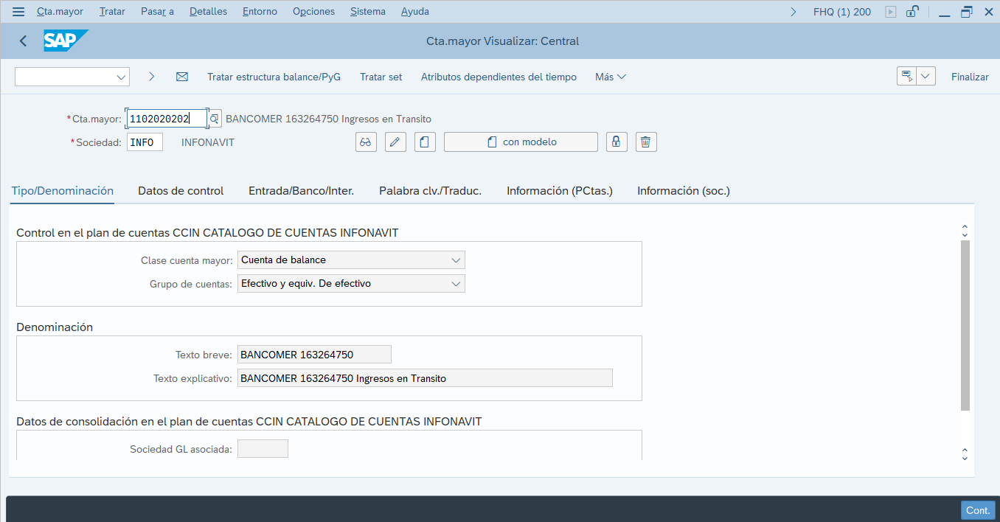 Cta.mayor Tratar Pasar a Detalles Entorno Opciones Sistema Ayuda FHQ (1) 200
SAP Cta.mayor Visualizar: Central
Tratar estructura balance/PyG Tratar set Atributos dependientes del tiempo Más Finalizar
*Cta.mayor: 1102020202 BANCOMER 163264750 Ingresos en Transito
*Sociedad: INFO INFONAVIT con modelo
Tipo/Denominación Datos de control Entrada/Banco/Inter. Palabra clv./Traduc. Información (PCtas.) Información (soc.)
Control en el plan de cuentas CCIN CATALOGO DE CUENTAS INFONAVIT
Clase cuenta mayor: Cuenta de balance
Grupo de cuentas: Efectivo y equiv. De efectivo
Denominación
Texto breve: BANCOMER 163264750
Texto explicativo: BANCOMER 163264750 Ingresos en Transito
Datos de consolidación en el plan de cuentas CCIN CATALOGO DE CUENTAS INFONAVIT
Sociedad GL asociada:
Cont.